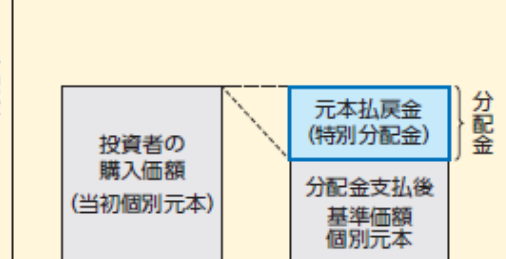 投資者の
購入価額
(当初個別元本)
元本払戻金
(特別分配金)
分配金
分配金支払後
基準価額
個別元本